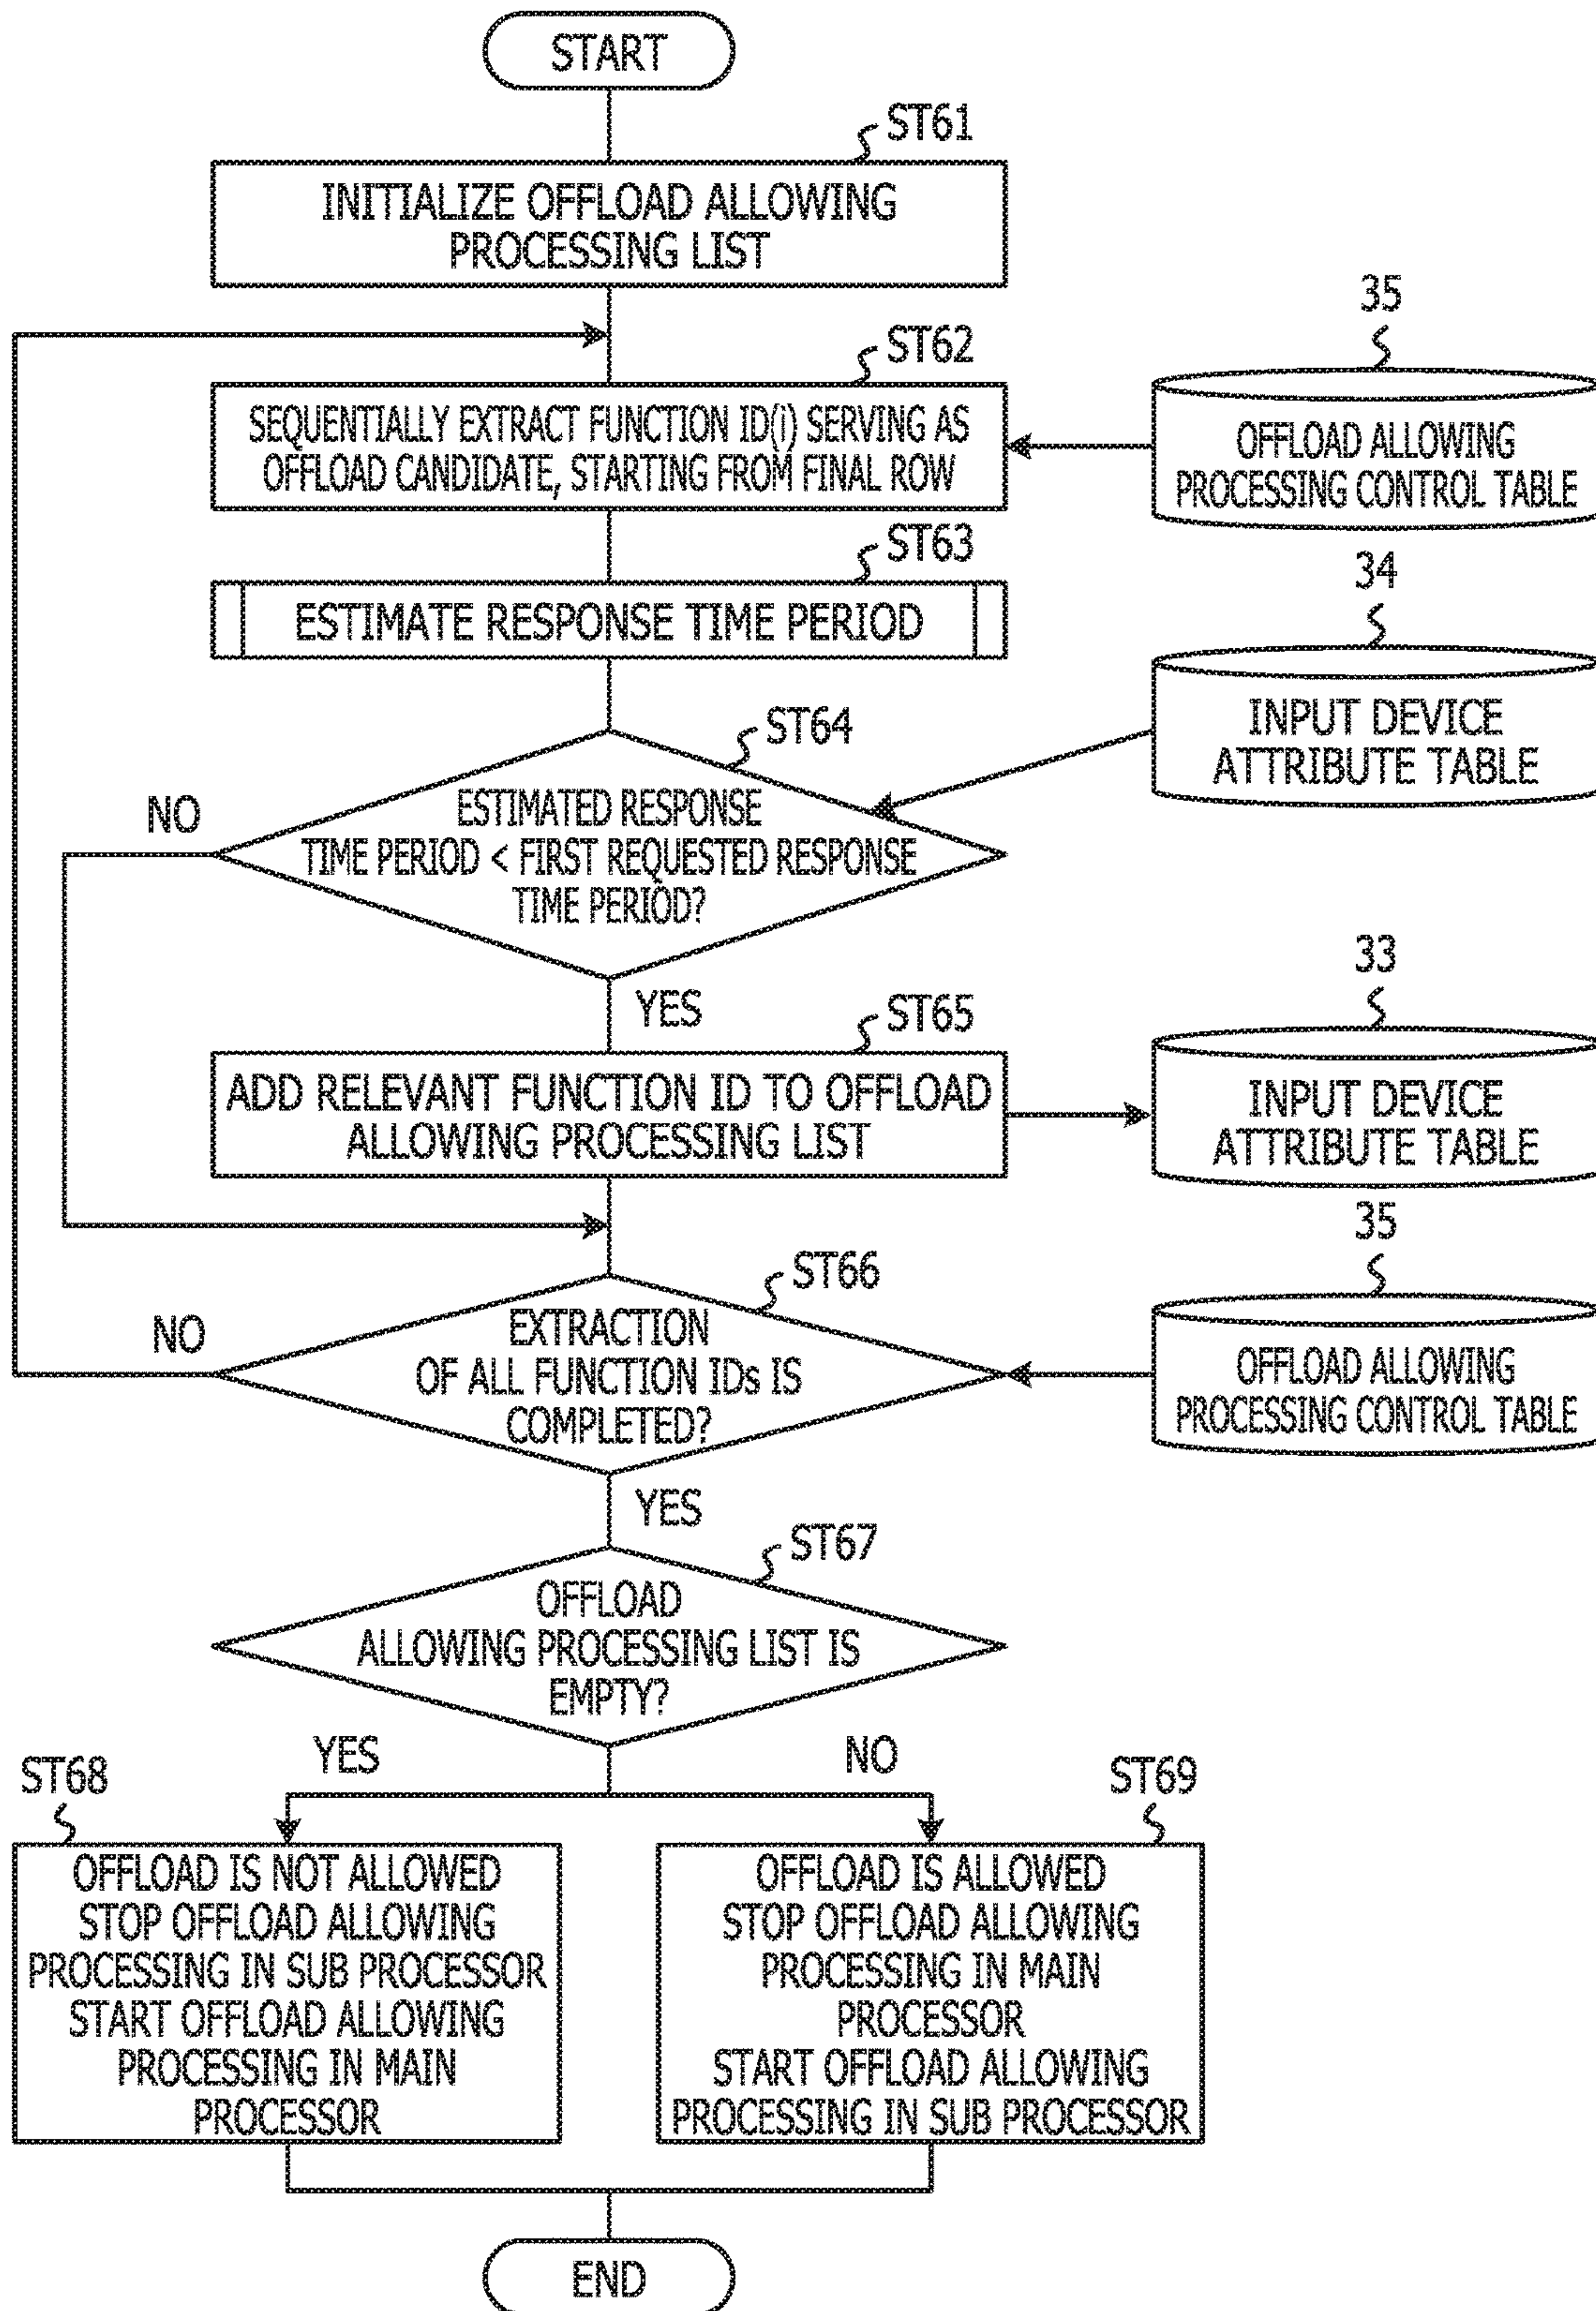 START
ST61
INITIALIZE OFFLOAD ALLOWING
PROCESSING LIST
35
ST62
SEQUENTIALLY EXTRACT FUNCTION ID(i) SERVING AS
OFFLOAD CANDIDATE, STARTING FROM FINAL ROW
OFFLOAD ALLOWING
PROCESSING CONTROL TABLE
ST63
ESTIMATE RESPONSE TIME PERIOD
34
INPUT DEVICE
ATTRIBUTE TABLE
ST64
NO
ESTIMATED RESPONSE
TIME PERIOD < FIRST REQUESTED RESPONSE
TIME PERIOD?
YES
33
ST65
ADD RELEVANT FUNCTION ID TO OFFLOAD
ALLOWING PROCESSING LIST
INPUT DEVICE
ATTRIBUTE TABLE
35
ST66
NO
EXTRACTION
OF ALL FUNCTION IDs IS
COMPLETED?
OFFLOAD ALLOWING
PROCESSING CONTROL TABLE
YES
ST67
OFFLOAD
ALLOWING PROCESSING LIST IS
EMPTY?
YES
NO
ST68
OFFLOAD IS NOT ALLOWED
STOP OFFLOAD ALLOWING
PROCESSING IN SUB PROCESSOR
START OFFLOAD ALLOWING
PROCESSING IN MAIN
PROCESSOR
ST69
OFFLOAD IS ALLOWED
STOP OFFLOAD ALLOWING
PROCESSING IN MAIN
PROCESSOR
START OFFLOAD ALLOWING
PROCESSING IN SUB PROCESSOR
END